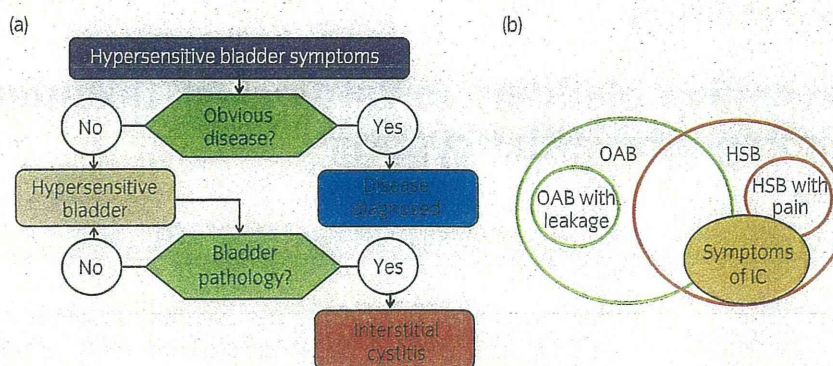 (a)
Hypersensitive bladder symptoms
No
Obvious
disease?
Yes
Hypersensitive
bladder
Disease
diagnosed
No
Bladder
pathology?
Yes
Interstitial
cystitis
(b)
OAB
HSB
OAB with
leakage
HSB with
pain
Symptoms
of IC